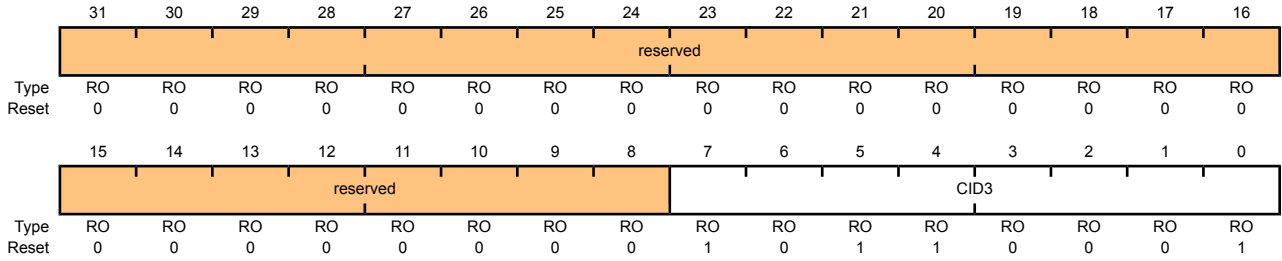 31 30 29 28 27 26 25 24 23 22 21 20 19 18 17 16
reserved
Type RO RO RO RO RO RO RO RO RO RO RO RO RO RO RO RO
Reset 0 0 0 0 0 0 0 0 0 0 0 0 0 0 0 0
15 14 13 12 11 10 9 8 7 6 5 4 3 2 1 0
reserved CID3
Type RO RO RO RO RO RO RO RO RO RO RO RO RO RO RO RO
Reset 0 0 0 0 0 0 0 0 1 0 1 1 0 0 0 1